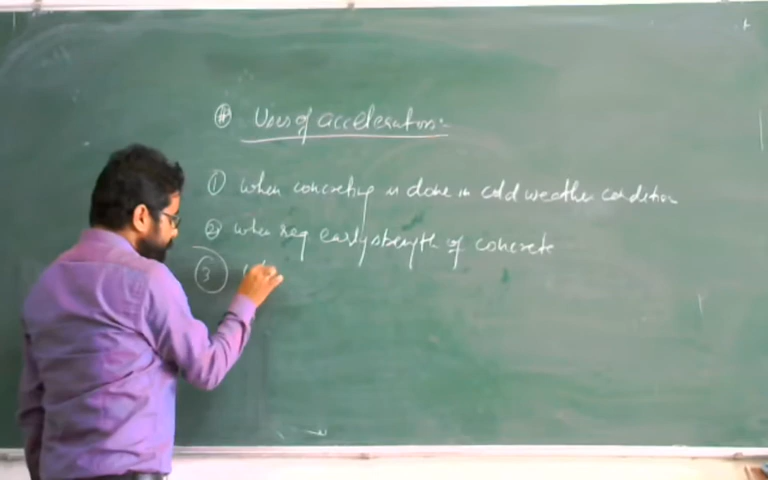 # Uses of accelerators:-
① when concreting is done in cold weather condition
② when req early strength of concrete
③